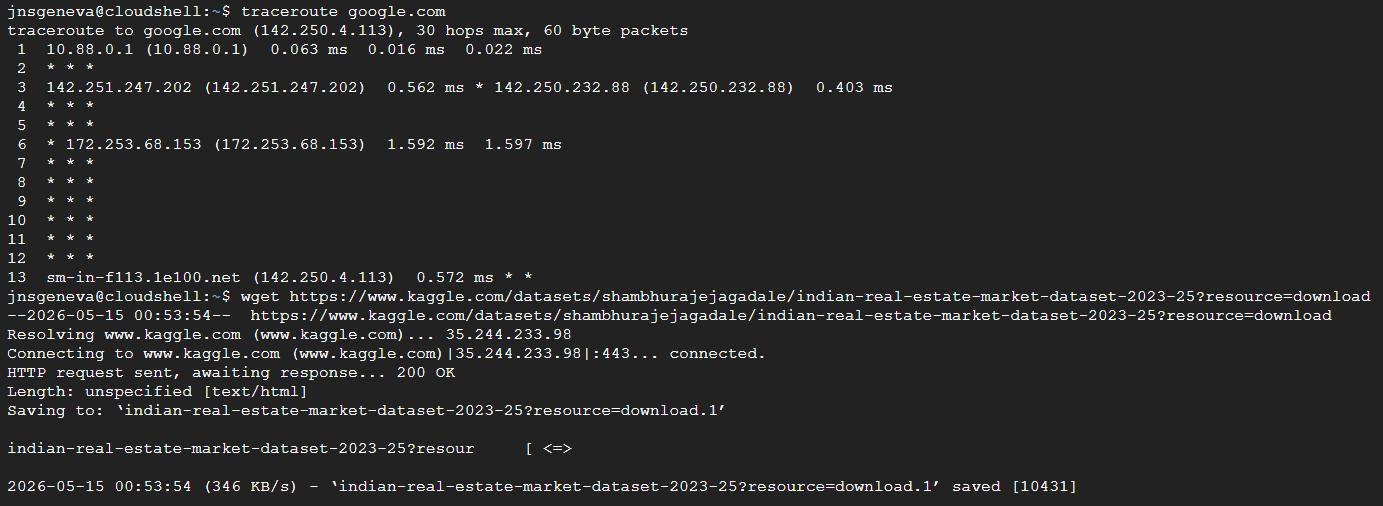 jnsgeneva@cloudshell:~$ traceroute google.com
traceroute to google.com (142.250.4.113), 30 hops max, 60 byte packets
 1  10.88.0.1 (10.88.0.1)  0.063 ms  0.016 ms  0.022 ms
 2  * * *
 3  142.251.247.202 (142.251.247.202)  0.562 ms * 142.250.232.88 (142.250.232.88)  0.403 ms
 4  * * *
 5  * * *
 6  * 172.253.68.153 (172.253.68.153)  1.592 ms  1.597 ms
 7  * * *
 8  * * *
 9  * * *
10  * * *
11  * * *
12  * * *
13  sm-in-f113.1e100.net (142.250.4.113)  0.572 ms * *
jnsgeneva@cloudshell:~$ wget https://www.kaggle.com/datasets/shambhurajejagadale/indian-real-estate-market-dataset-2023-25?resource=download
--2026-05-15 00:53:54--  https://www.kaggle.com/datasets/shambhurajejagadale/indian-real-estate-market-dataset-2023-25?resource=download
Resolving www.kaggle.com (www.kaggle.com)... 35.244.233.98
Connecting to www.kaggle.com (www.kaggle.com)|35.244.233.98|:443... connected.
HTTP request sent, awaiting response... 200 OK
Length: unspecified [text/html]
Saving to: ‘indian-real-estate-market-dataset-2023-25?resource=download.1’
indian-real-estate-market-dataset-2023-25?resour     [ <=>
2026-05-15 00:53:54 (346 KB/s) - ‘indian-real-estate-market-dataset-2023-25?resource=download.1’ saved [10431]